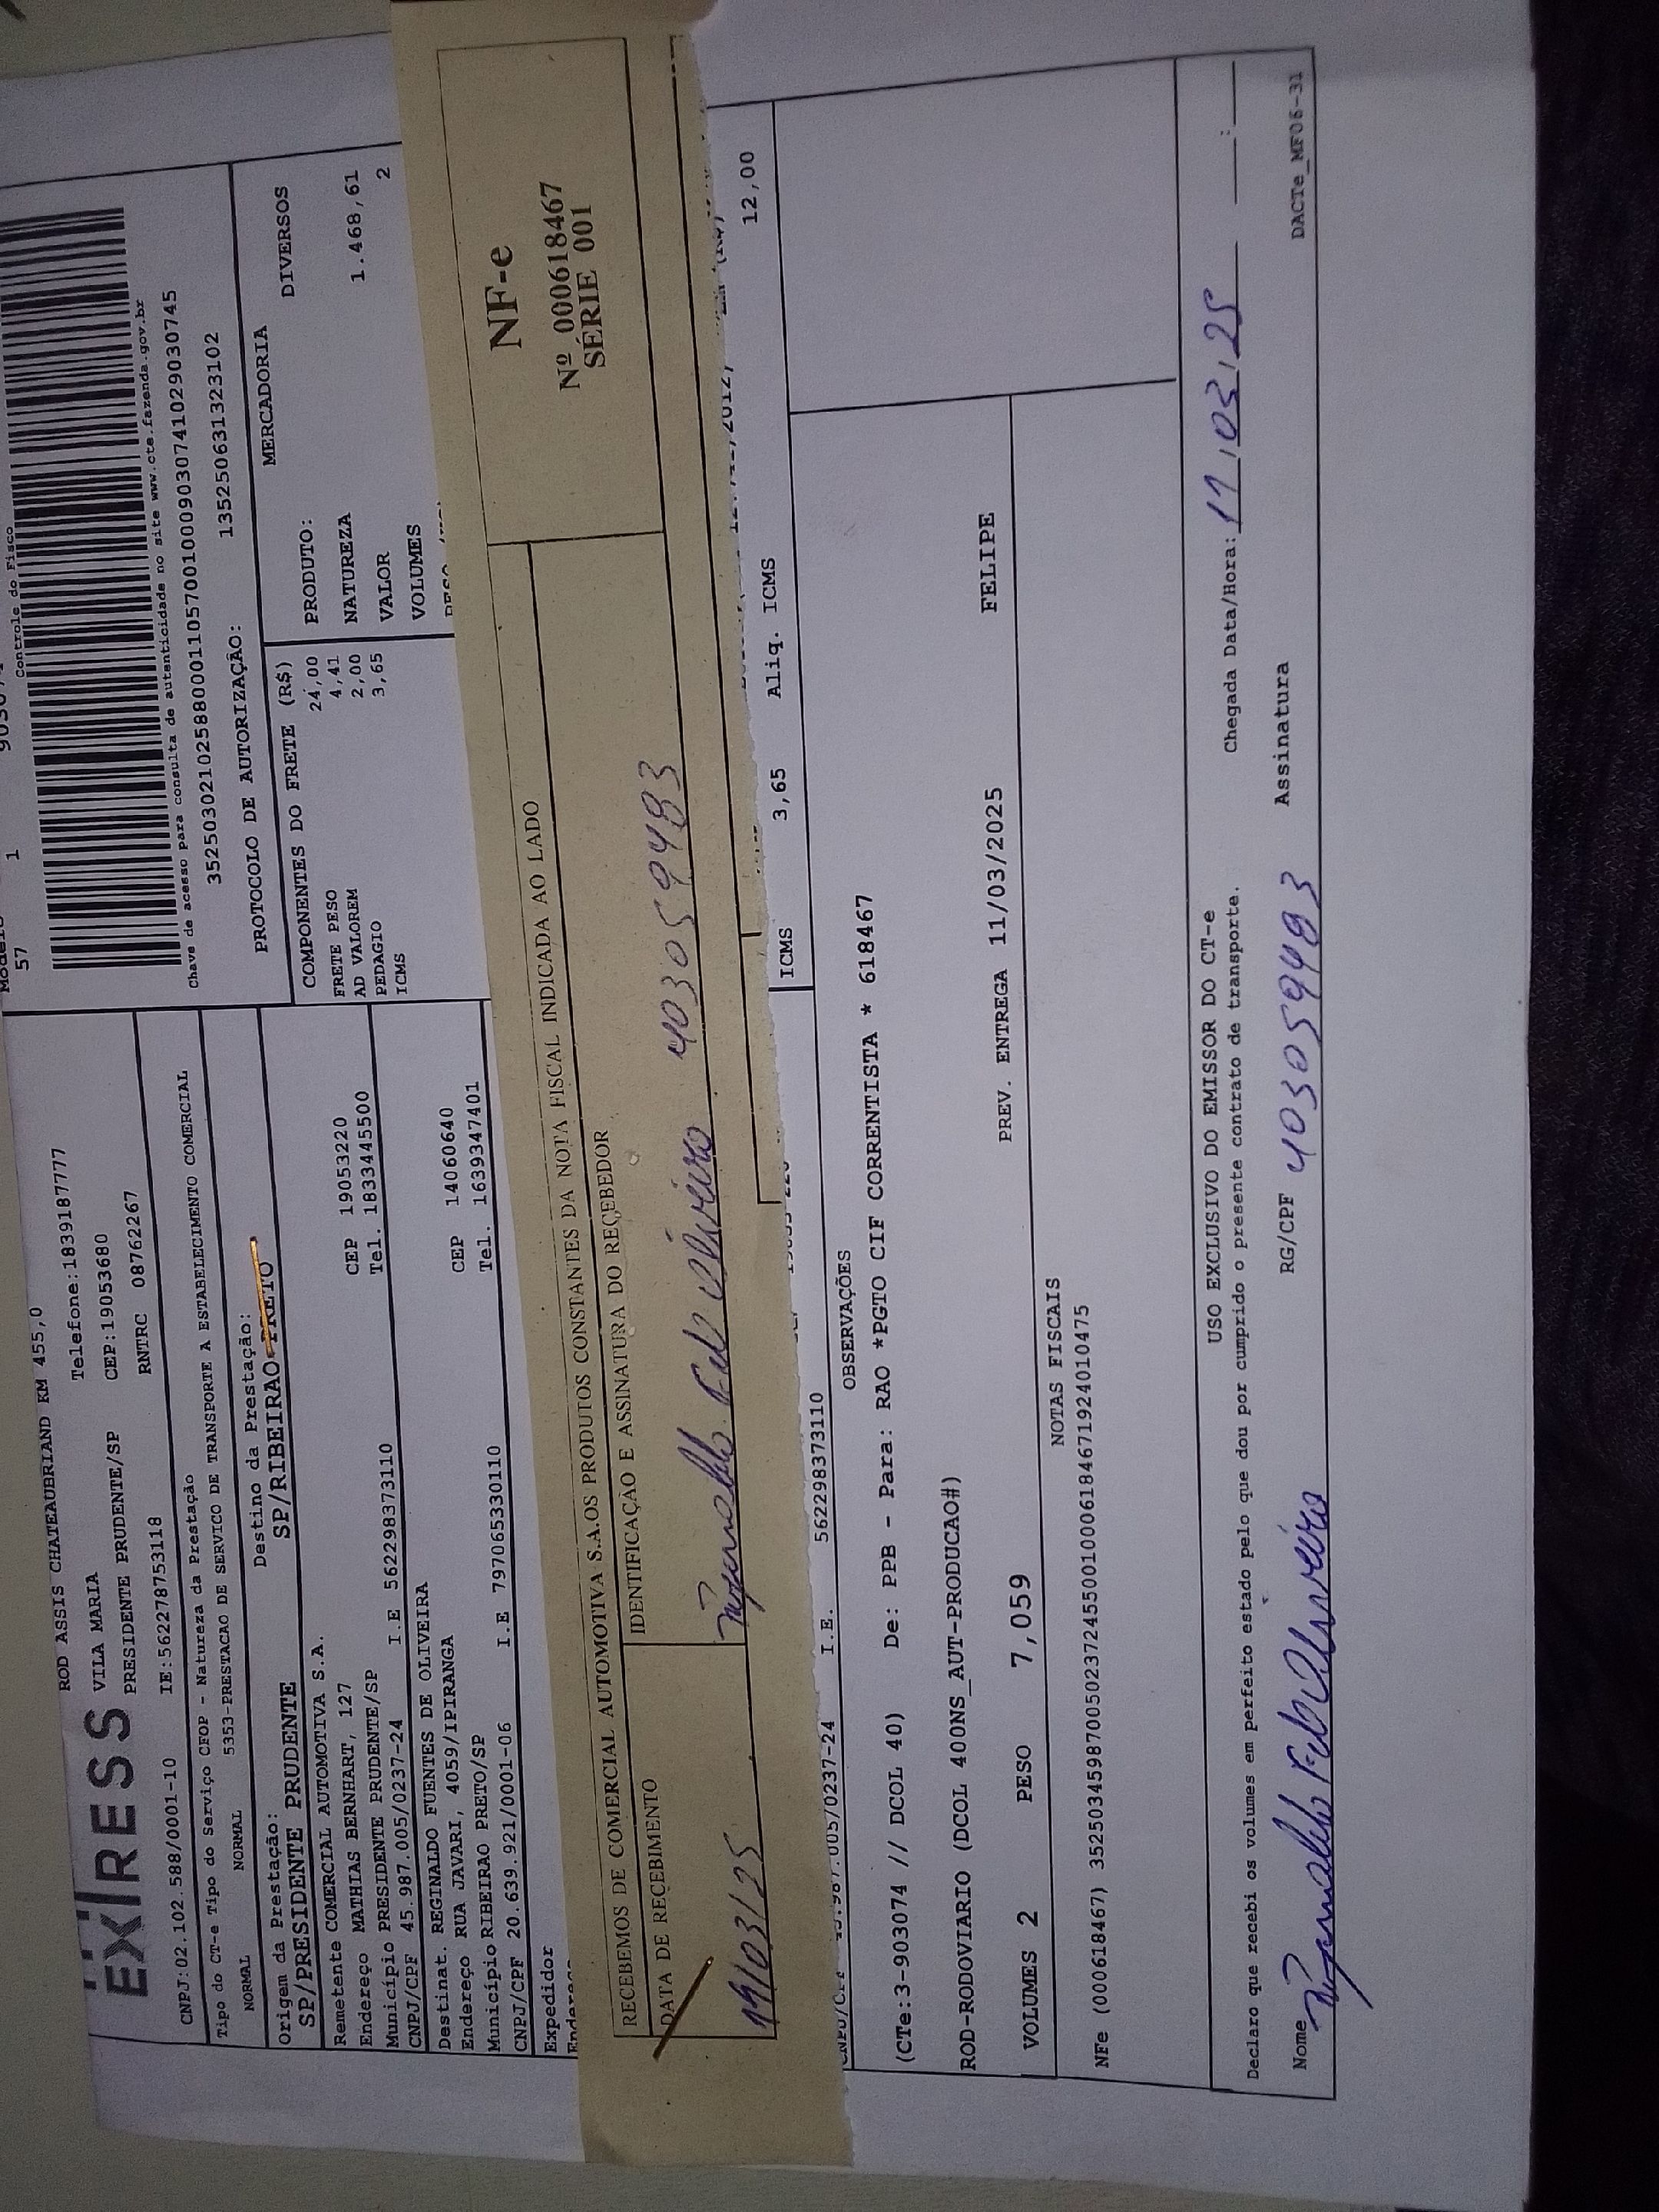 57 1
Controle do Fisco
EXPRESS
ROD ASSIS CHATEAUBRIAND KM 455,0
VILA MARIA Telefone:1839187777
PRESIDENTE PRUDENTE/SP CEP:19053680
CNPJ:02.102.588/0001-10 IE:562278753118 RNTRC 08762267
Chave de acesso para consulta de autenticidade no site www.cte.fazenda.gov.br
35250302102588000110570010009030741029030745
PROTOCOLO DE AUTORIZAÇÃO: 135250631323102
Tipo do CT-e Tipo do Serviço CFOP - Natureza da Prestação
NORMAL NORMAL 5353-PRESTACAO DE SERVICO DE TRANSPORTE A ESTABELECIMENTO COMERCIAL
Origem da Prestação: Destino da Prestação:
SP/PRESIDENTE PRUDENTE SP/RIBEIRAO PRETO
Remetente COMERCIAL AUTOMOTIVA S.A.
Endereço MATHIAS BERNHART, 127 CEP 19053220
Município PRESIDENTE PRUDENTE/SP Tel. 1833445500
CNPJ/CPF 45.987.005/0237-24 I.E 562298373110
Destinat. REGINALDO FUENTES DE OLIVEIRA
Endereço RUA JAVARI, 4059/IPIRANGA CEP 14060640
Município RIBEIRAO PRETO/SP Tel. 1639347401
CNPJ/CPF 20.639.921/0001-06 I.E 797065330110
Expedidor
Endereço
COMPONENTES DO FRETE (R$)
FRETE PESO 24,00
AD VALOREM 4,41
PEDAGIO 2,00
ICMS 3,65
MERCADORIA
PRODUTO: DIVERSOS
NATUREZA
VALOR 1.468,61
VOLUMES 2
RECEBEMOS DE COMERCIAL AUTOMOTIVA S.A.OS PRODUTOS CONSTANTES DA NOTA FISCAL INDICADA AO LADO
DATA DE RECEBIMENTO
IDENTIFICAÇÃO E ASSINATURA DO RECEBEDOR
403059483
NF-e
Nº 000618467
SÉRIE 001
CNPJ/CPF 45.987.005/0237-24 I.E. 562298373110
ICMS 3,65 Aliq. ICMS 12,00
OBSERVAÇÕES
(CTe:3-903074 // DCOL 40) De: PPB - Para: RAO *PGTO CIF CORRENTISTA * 618467
ROD-RODOVIARIO (DCOL 400NS_AUT-PRODUCAO#)
VOLUMES 2 PESO 7,059 PREV. ENTREGA 11/03/2025 FELIPE
NOTAS FISCAIS
NFe (000618467) 35250345987005023724550010006184671924010475
USO EXCLUSIVO DO EMISSOR DO CT-e
Declaro que recebi os volumes em perfeito estado pelo que dou por cumprido o presente contrato de transporte.
Chegada Data/Hora: 11,03,25 :
Nome RG/CPF 403059483 Assinatura
DACTe_MF06-31